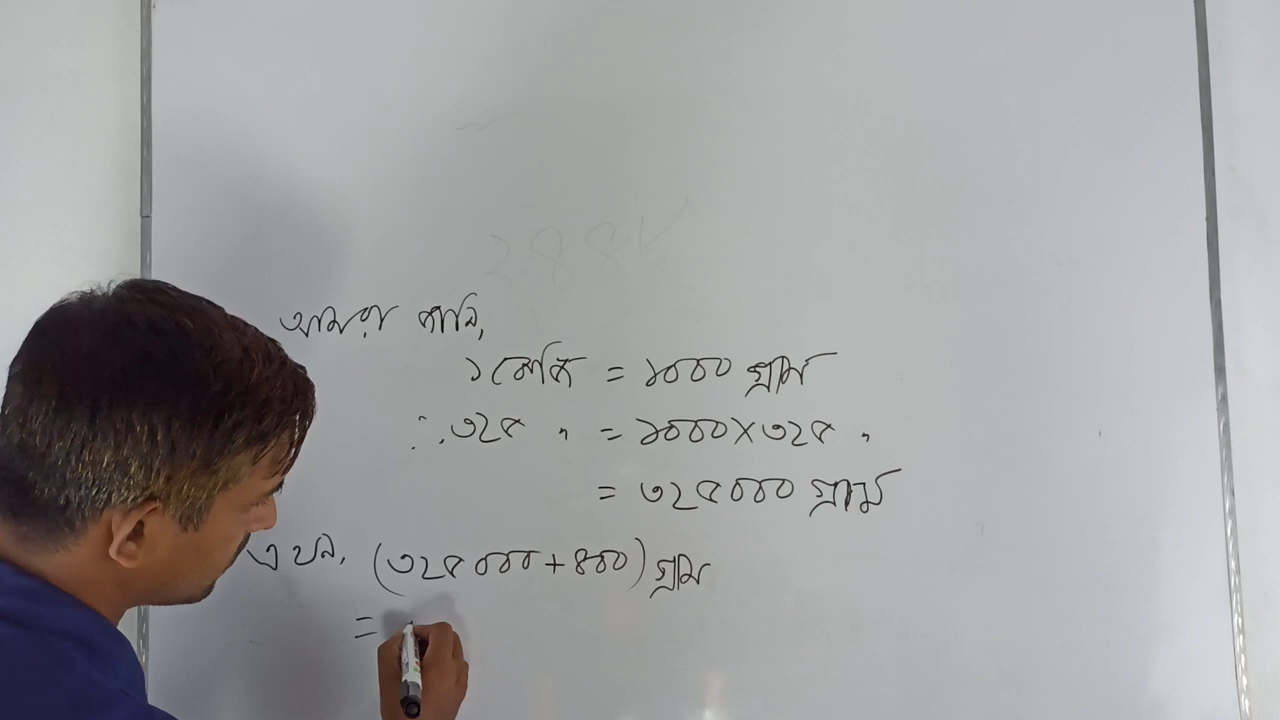 আমরা জানি,
১ কেজি = ১০০০ গ্রাম
∴ ৩২৫ " = ১০০০×৩২৫ "
= ৩২৫০০০ গ্রাম
এখন, (৩২৫০০০+৪০০) গ্রাম
=